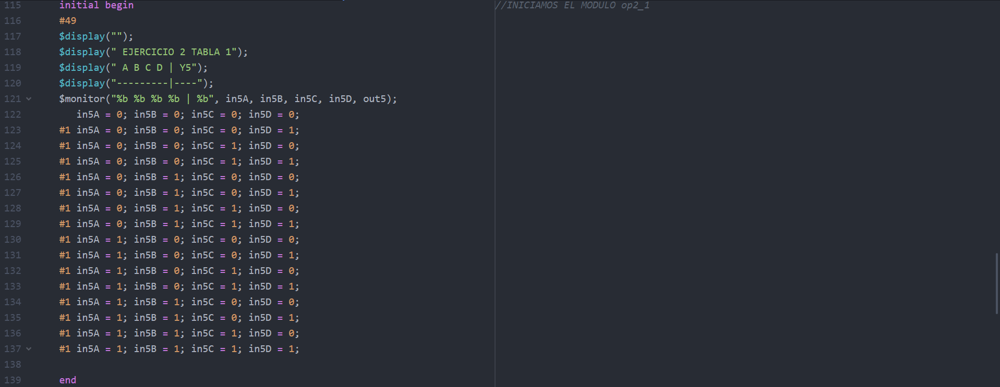 115 initial begin //INICIAMOS EL MODULO op2_1
116 #49
117 $display("");
118 $display(" EJERCICIO 2 TABLA 1");
119 $display(" A B C D | Y5");
120 $display("---------|----");
121 $monitor("%b %b %b %b | %b", in5A, in5B, in5C, in5D, out5);
122 in5A = 0; in5B = 0; in5C = 0; in5D = 0;
123 #1 in5A = 0; in5B = 0; in5C = 0; in5D = 1;
124 #1 in5A = 0; in5B = 0; in5C = 1; in5D = 0;
125 #1 in5A = 0; in5B = 0; in5C = 1; in5D = 1;
126 #1 in5A = 0; in5B = 1; in5C = 0; in5D = 0;
127 #1 in5A = 0; in5B = 1; in5C = 0; in5D = 1;
128 #1 in5A = 0; in5B = 1; in5C = 1; in5D = 0;
129 #1 in5A = 0; in5B = 1; in5C = 1; in5D = 1;
130 #1 in5A = 1; in5B = 0; in5C = 0; in5D = 0;
131 #1 in5A = 1; in5B = 0; in5C = 0; in5D = 1;
132 #1 in5A = 1; in5B = 0; in5C = 1; in5D = 0;
133 #1 in5A = 1; in5B = 0; in5C = 1; in5D = 1;
134 #1 in5A = 1; in5B = 1; in5C = 0; in5D = 0;
135 #1 in5A = 1; in5B = 1; in5C = 0; in5D = 1;
136 #1 in5A = 1; in5B = 1; in5C = 1; in5D = 0;
137 #1 in5A = 1; in5B = 1; in5C = 1; in5D = 1;
138
139 end